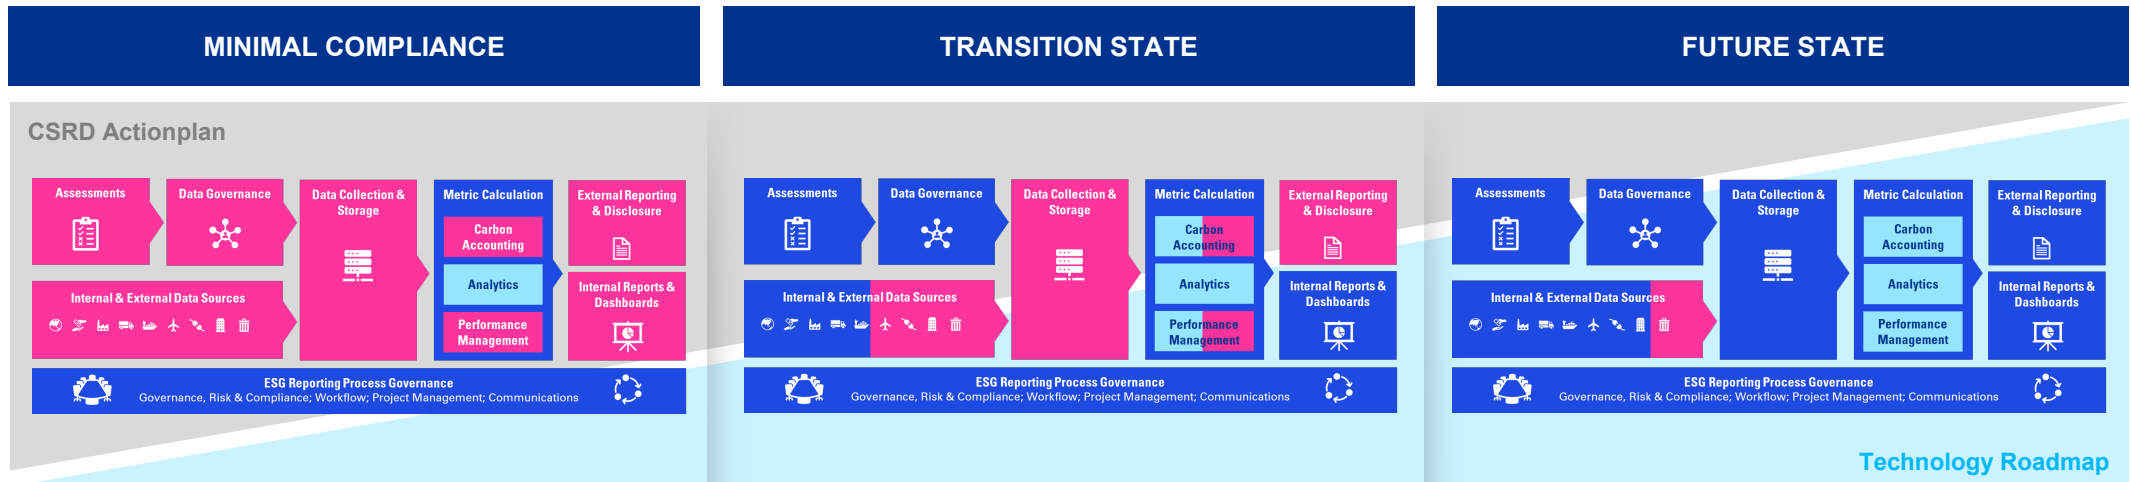 MINIMAL COMPLIANCE
TRANSITION STATE
FUTURE STATE
CSRD Actionplan
Assessments
Data Governance
Data Collection &
Storage
Metric Calculation
Carbon
Accounting
Analytics
Performance
Management
External Reporting
& Disclosure
Internal Reports &
Dashboards
Internal & External Data Sources
ESG Reporting Process Governance
Governance, Risk & Compliance; Workflow; Project Management; Communications
Assessments
Data Governance
Data Collection &
Storage
Metric Calculation
Carbon
Accounting
Analytics
Performance
Management
External Reporting
& Disclosure
Internal Reports &
Dashboards
Internal & External Data Sources
ESG Reporting Process Governance
Governance, Risk & Compliance; Workflow; Project Management; Communications
Assessments
Data Governance
Data Collection &
Storage
Metric Calculation
Carbon
Accounting
Analytics
Performance
Management
External Reporting
& Disclosure
Internal Reports &
Dashboards
Internal & External Data Sources
ESG Reporting Process Governance
Governance, Risk & Compliance; Workflow; Project Management; Communications
Technology Roadmap